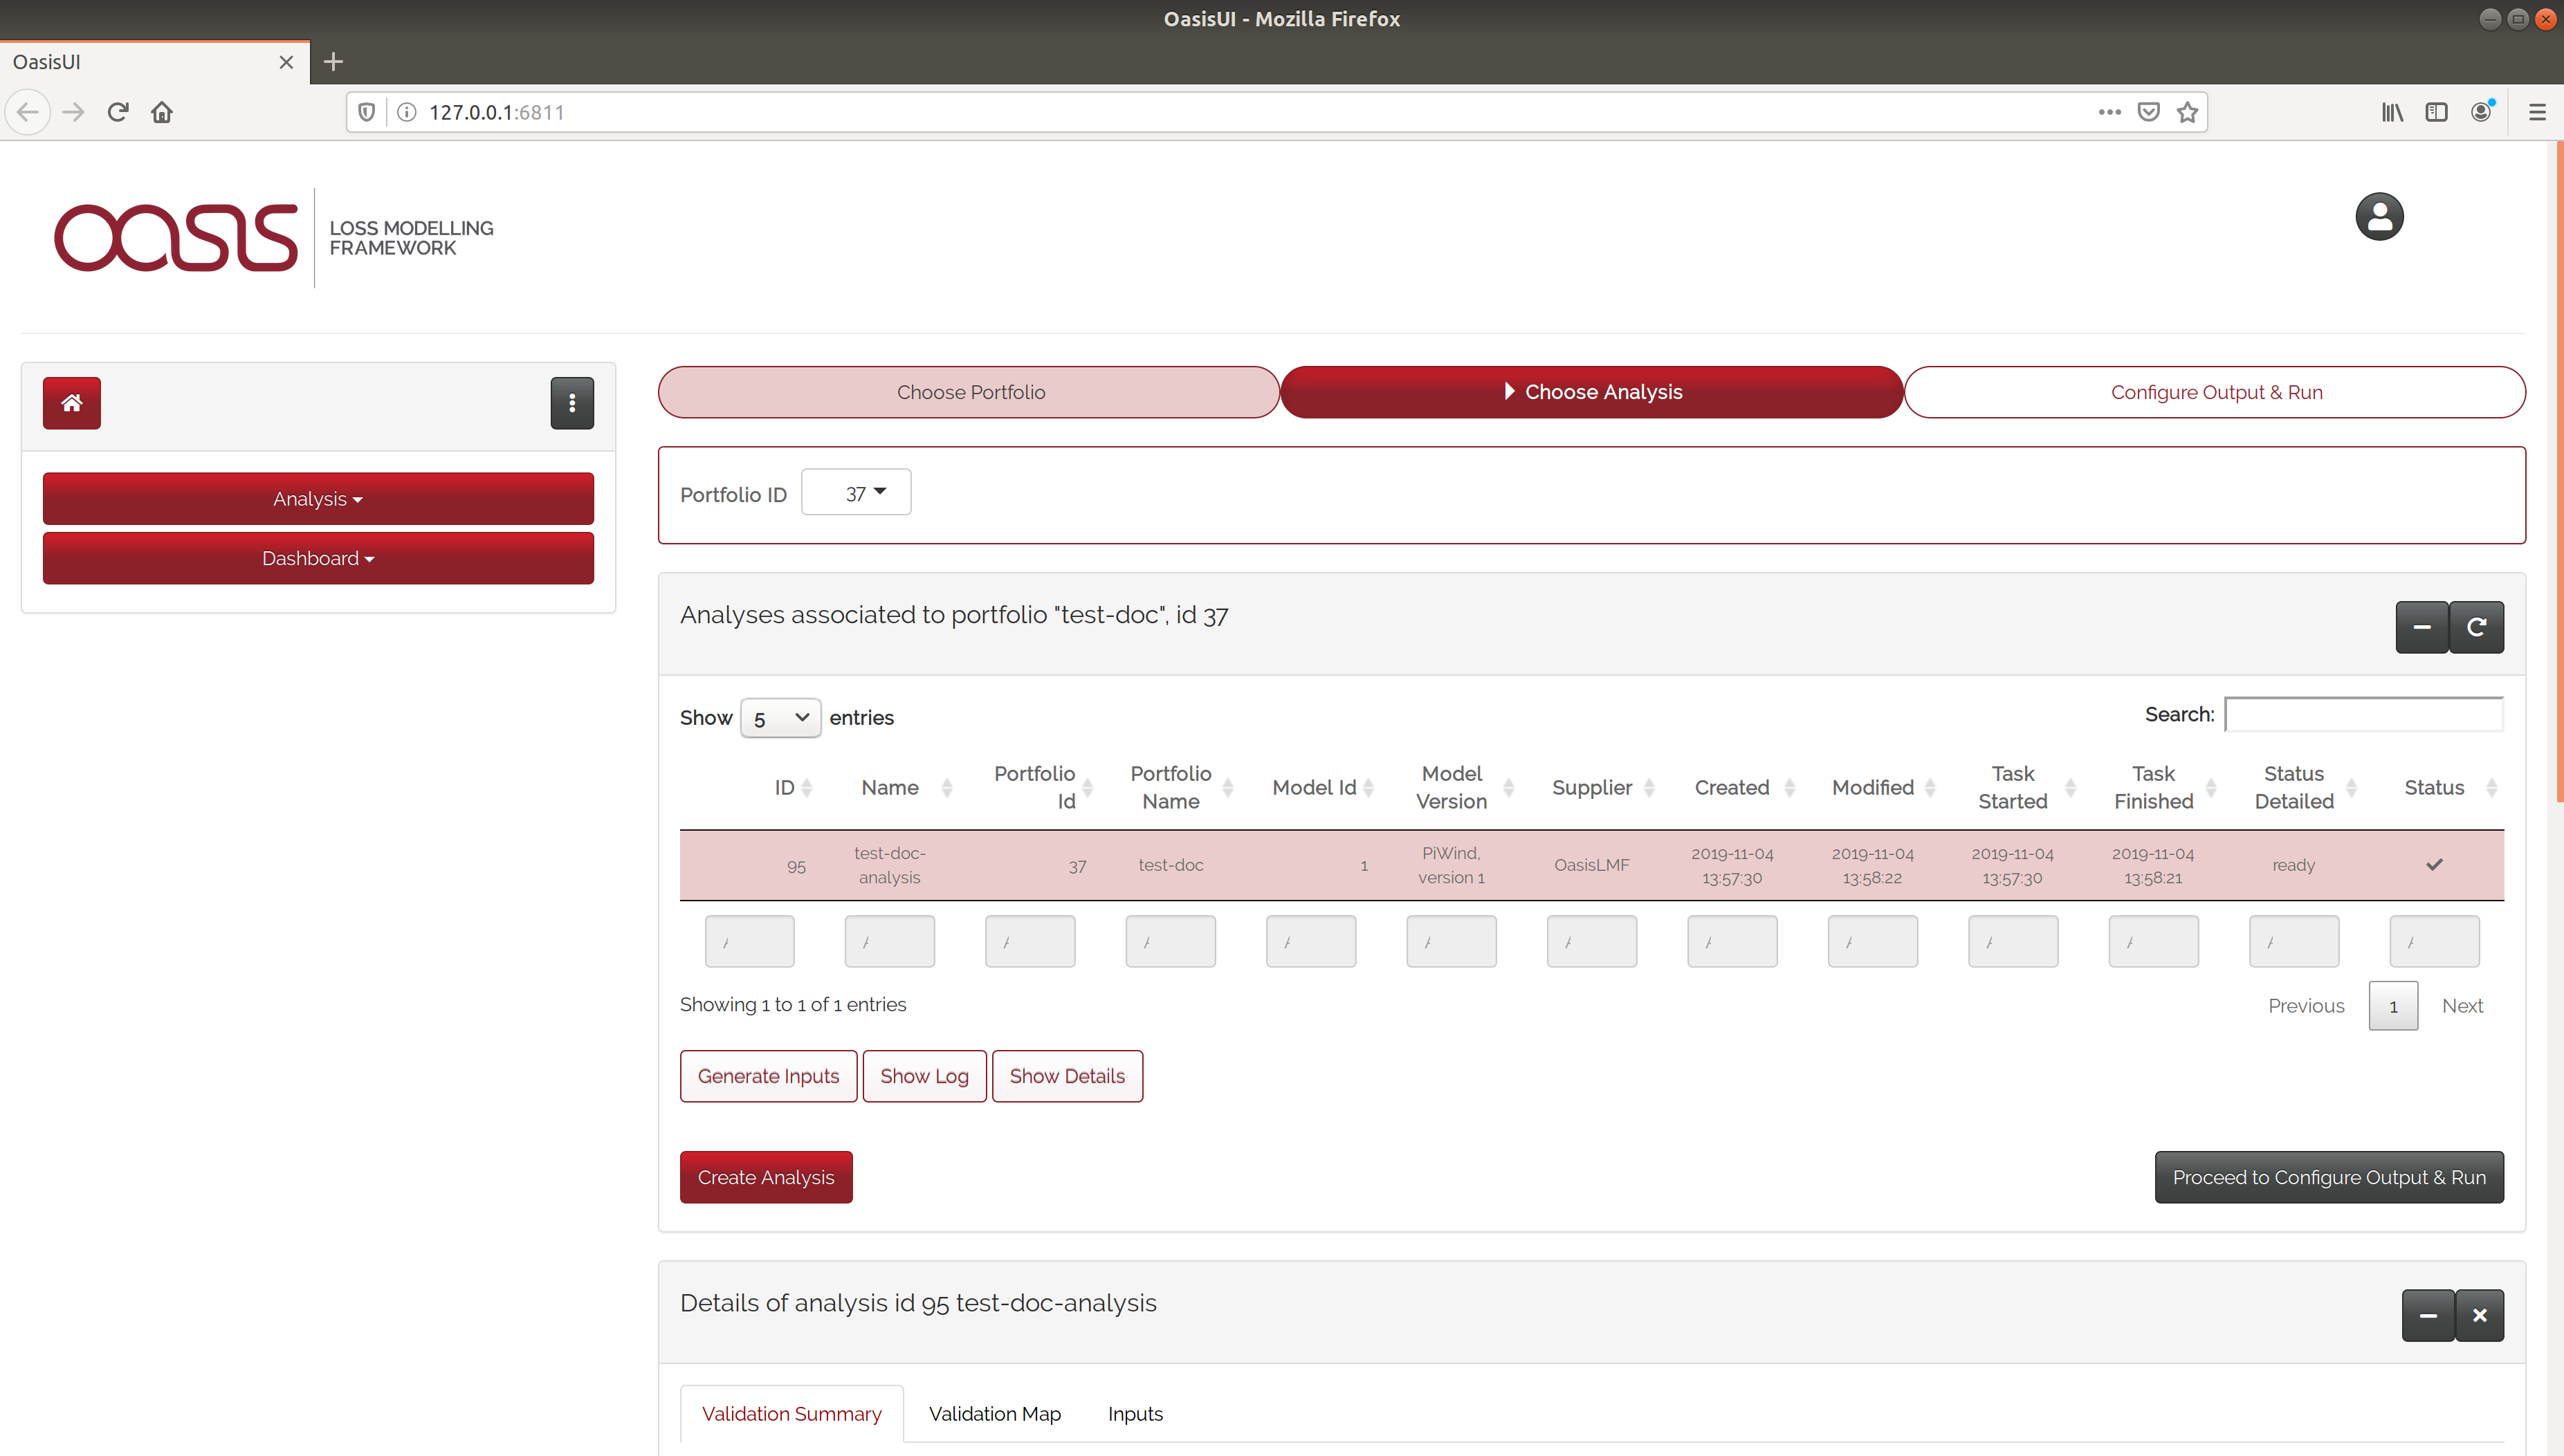 OasisUI - Mozilla Firefox
OasisUI
127.0.0.1:6811
oasis
LOSS MODELLING
FRAMEWORK
Choose Portfolio
Choose Analysis
Configure Output & Run
Analysis
Dashboard
Portfolio ID 37
Analyses associated to portfolio "test-doc", id 37
Show 5 entries
Search:
ID Name Portfolio Id Portfolio Name Model Id Model Version Supplier Created Modified Task Started Task Finished Status Detailed Status
95 test-doc-analysis 37 test-doc 1 PiWind, version 1 OasisLMF 2019-11-04 13:57:30 2019-11-04 13:58:22 2019-11-04 13:57:30 2019-11-04 13:58:21 ready
Showing 1 to 1 of 1 entries
Previous 1 Next
Generate Inputs Show Log Show Details
Create Analysis
Proceed to Configure Output & Run
Details of analysis id 95 test-doc-analysis
Validation Summary Validation Map Inputs